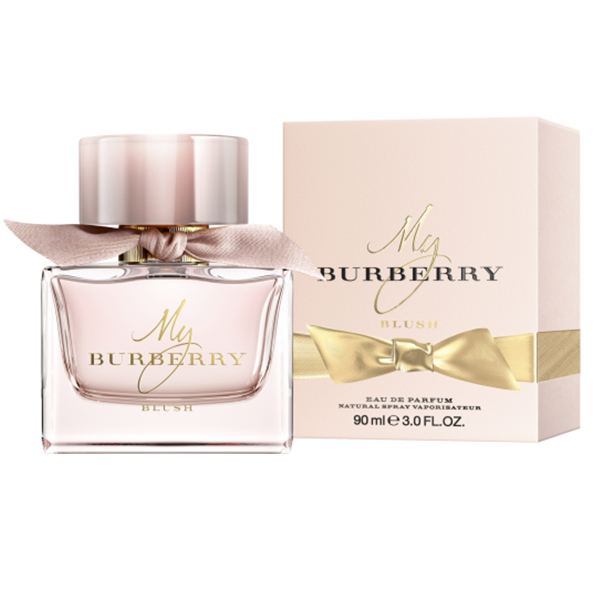 My
BURBERRY
BLUSH
My
BURBERRY
BLUSH
EAU DE PARFUM
NATURAL SPRAY VAPORISATEUR
90 ml ℮ 3.0 FL.OZ.